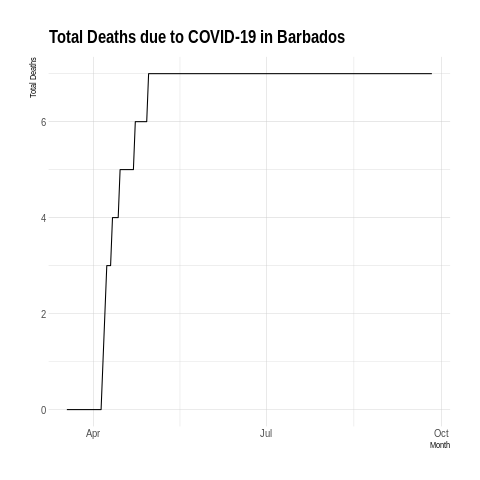 Total Deaths due to COVID-19 in Barbados
Total Deaths
6
4
2
0
Apr
Jul
Oct
Month